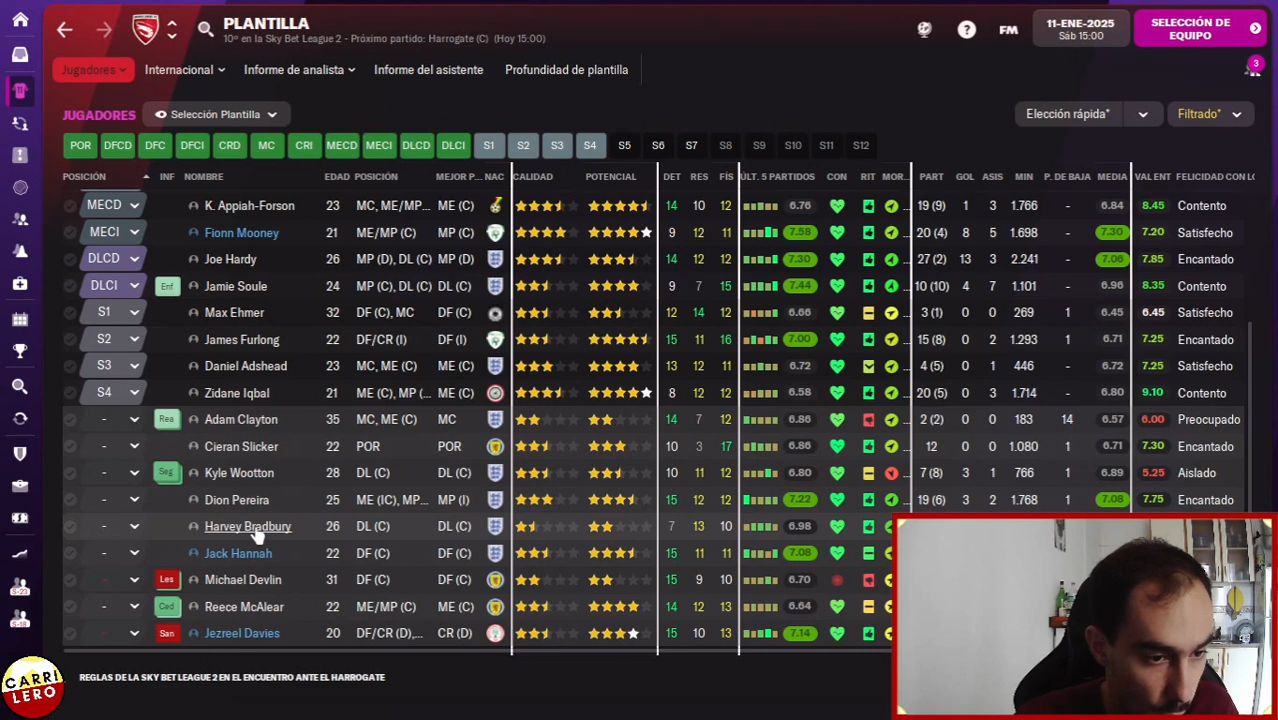 PLANTILLA
10º en la Sky Bet League 2 - Próximo partido: Harrogate (C) (Hoy 15:00)
? FM 11-ENE-2025 Sáb 15:00 SELECCIÓN DE EQUIPO
Jugadores Internacional Informe de analista Informe del asistente Profundidad de plantilla 3
JUGADORES Selección Plantilla Elección rápida* Filtrado*
POR DFCD DFC DFCI CRD MC CRI MECD MECI DLCD DLCI S1 S2 S3 S4 S5 S6 S7 S8 S9 S10 S11 S12
POSICIÓN INF NOMBRE EDAD POSICIÓN MEJOR P... NAC CALIDAD POTENCIAL DET RES FÍS ÚLT. 5 PARTIDOS CON RIT MOR... PART GOL ASIS MIN P. DE BAJA MEDIA VAL ENT FELICIDAD CON LO
MECD K. Appiah-Forson 23 MC, ME/MP... ME (C) 14 10 12 6.76 ... 19 (9) 1 3 1.766 - 6.84 8.45 Contento
MECI Fionn Mooney 21 ME/MP (C) MP (C) 9 12 11 7.58 ... 20 (4) 8 5 1.698 - 7.30 7.20 Satisfecho
DLCD Joe Hardy 26 MP (D), DL (C) DL (C) 14 12 12 7.30 ... 27 (2) 13 3 2.241 - 7.06 7.85 Encantado
DLCI Enf Jamie Soule 24 MP (C), DL (C) DL (C) 9 7 15 7.44 ... 10 (10) 4 7 1.101 - 6.96 8.35 Contento
S1 Max Ehmer 32 DF (C), MC DF (C) 12 14 12 6.66 ... 3 (1) 0 0 269 1 6.45 6.45 Satisfecho
S2 James Furlong 22 DF/CR (I) DF (I) 15 11 16 7.00 ... 15 (8) 0 2 1.293 1 6.71 7.25 Encantado
S3 Daniel Adshead 23 MC, ME (C) ME (C) 13 12 12 6.72 ... 4 (5) 0 1 446 - 6.72 7.25 Encantado
S4 Zidane Iqbal 21 ME (C), MP (C) ME (C) 8 12 12 6.58 ... 20 (5) 0 3 1.714 - 6.80 9.10 Contento
- Rea Adam Clayton 35 MC, ME (C) MC 14 7 12 6.86 ... 2 (2) 0 0 183 14 6.57 6.00 Preocupado
- Cieran Slicker 22 POR POR 10 3 17 6.86 ... 12 0 0 1.080 1 6.71 7.30 Encantado
- Seg Kyle Wootton 28 DL (C) DL (C) 10 11 12 6.80 ... 7 (8) 3 1 766 - 6.89 5.25 Aislado
- Dion Pereira 25 ME (IC), MP... MP (I) 15 12 12 7.22 ... 19 (6) 3 2 1.768 1 7.08 7.75 Encantado
- Harvey Bradbury 26 DL (C) DL (C) 7 13 10 6.98
- Jack Hannah 22 DF (C) DF (C) 15 11 11 7.08
- Les Michael Devlin 31 DF (C) DF (C) 15 9 10 6.70
- Ced Reece McAlear 22 ME/MP (C) ME (C) 14 12 13 6.64
- San Jezreel Davies 20 DF/CR (D),... CR (D) 15 10 13 7.14
S-23
S-18
CARRILERO
REGLAS DE LA SKY BET LEAGUE 2 EN EL ENCUENTRO ANTE EL HARROGATE